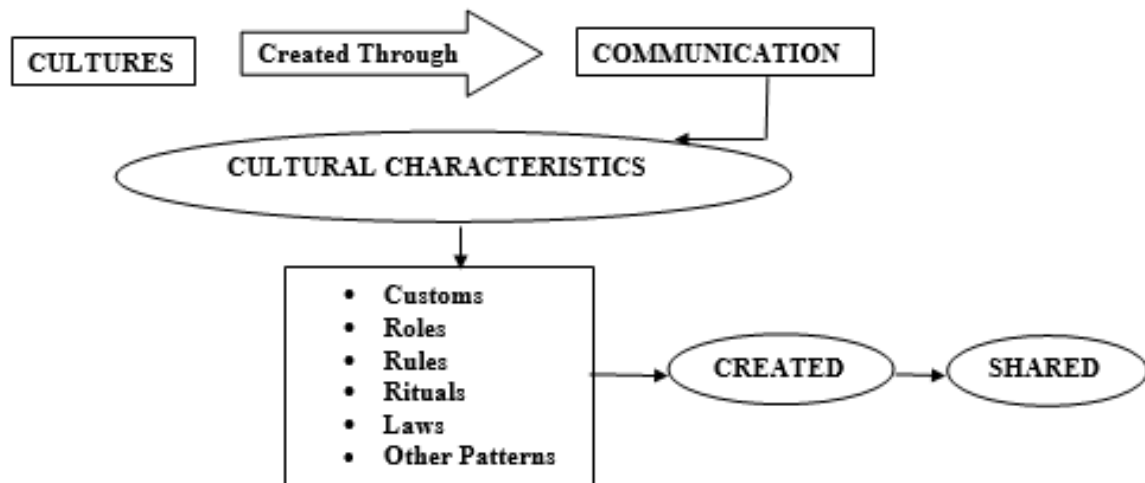 CULTURES
Created Through
COMMUNICATION
CULTURAL CHARACTERISTICS
• Customs
• Roles
• Rules
• Rituals
• Laws
• Other Patterns
CREATED
SHARED